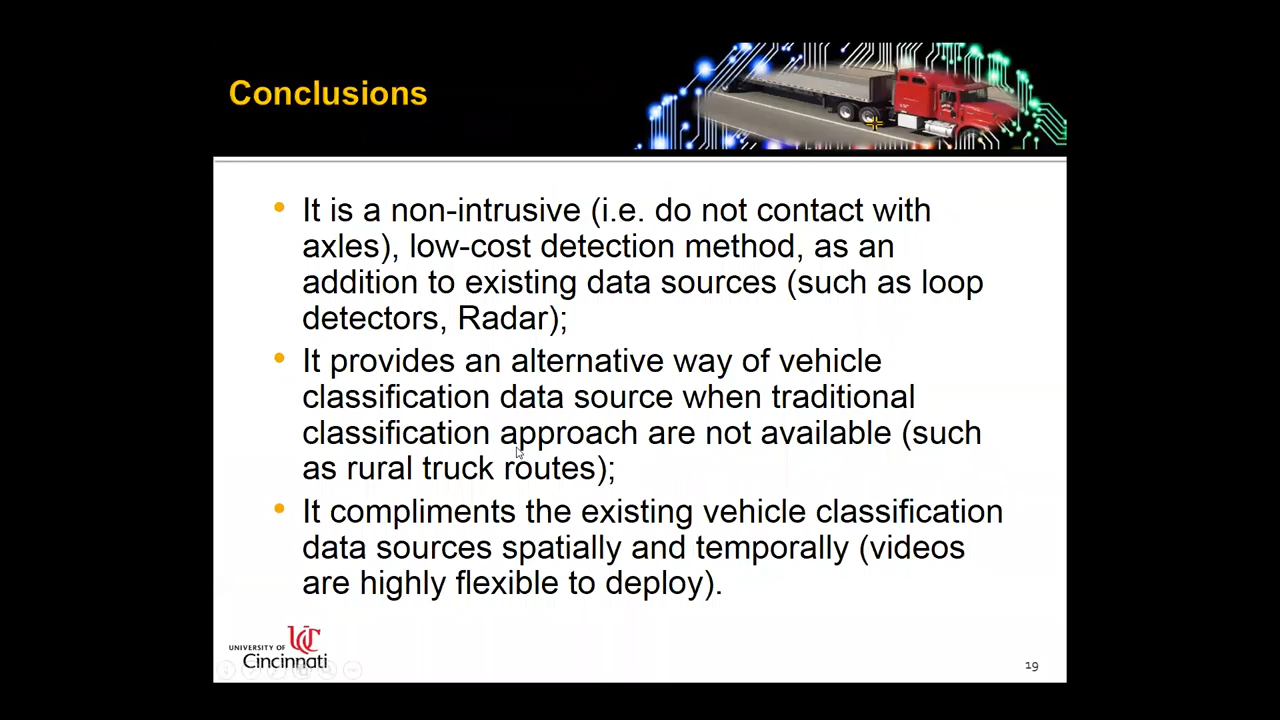 Conclusions
• It is a non-intrusive (i.e. do not contact with
axles), low-cost detection method, as an
addition to existing data sources (such as loop
detectors, Radar);
• It provides an alternative way of vehicle
classification data source when traditional
classification approach are not available (such
as rural truck routes);
• It compliments the existing vehicle classification
data sources spatially and temporally (videos
are highly flexible to deploy).
UC
UNIVERSITY OF
Cincinnati
19